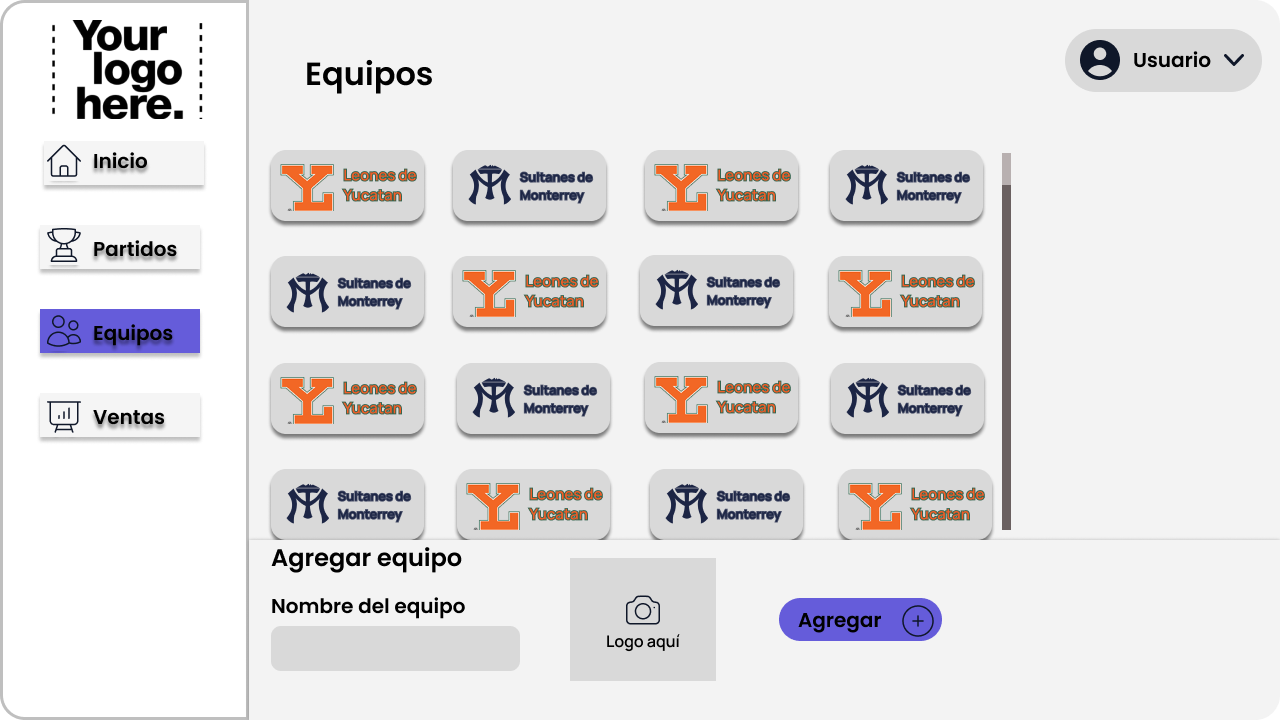 Your
logo
here.
Inicio
Partidos
Equipos
Ventas
Equipos
Usuario
Leones de
Yucatan
Sultanes de
Monterrey
Leones de
Yucatan
Sultanes de
Monterrey
Sultanes de
Monterrey
Leones de
Yucatan
Sultanes de
Monterrey
Leones de
Yucatan
Leones de
Yucatan
Sultanes de
Monterrey
Leones de
Yucatan
Sultanes de
Monterrey
Sultanes de
Monterrey
Leones de
Yucatan
Sultanes de
Monterrey
Leones de
Yucatan
Agregar equipo
Nombre del equipo
Logo aquí
Agregar